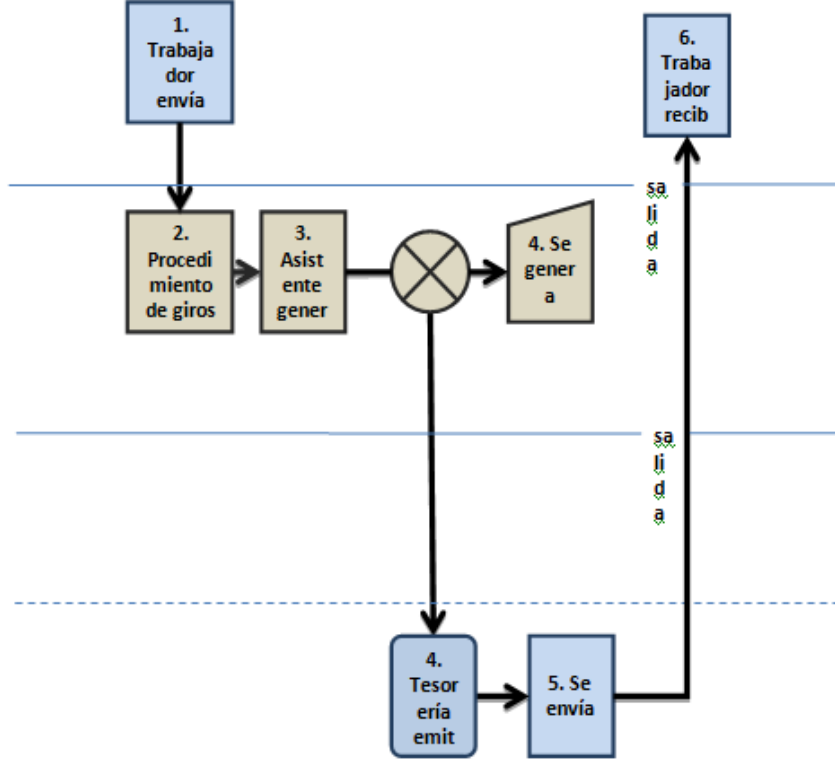 1.
Trabaja
dor
envía
6.
Traba
jador
recib
sa
li
d
a
2.
Procedi
miento
de giros
3.
Asist
ente
gener
4. Se
gener
a
sa
li
d
a
4.
Tesor
ería
emit
5. Se
envía